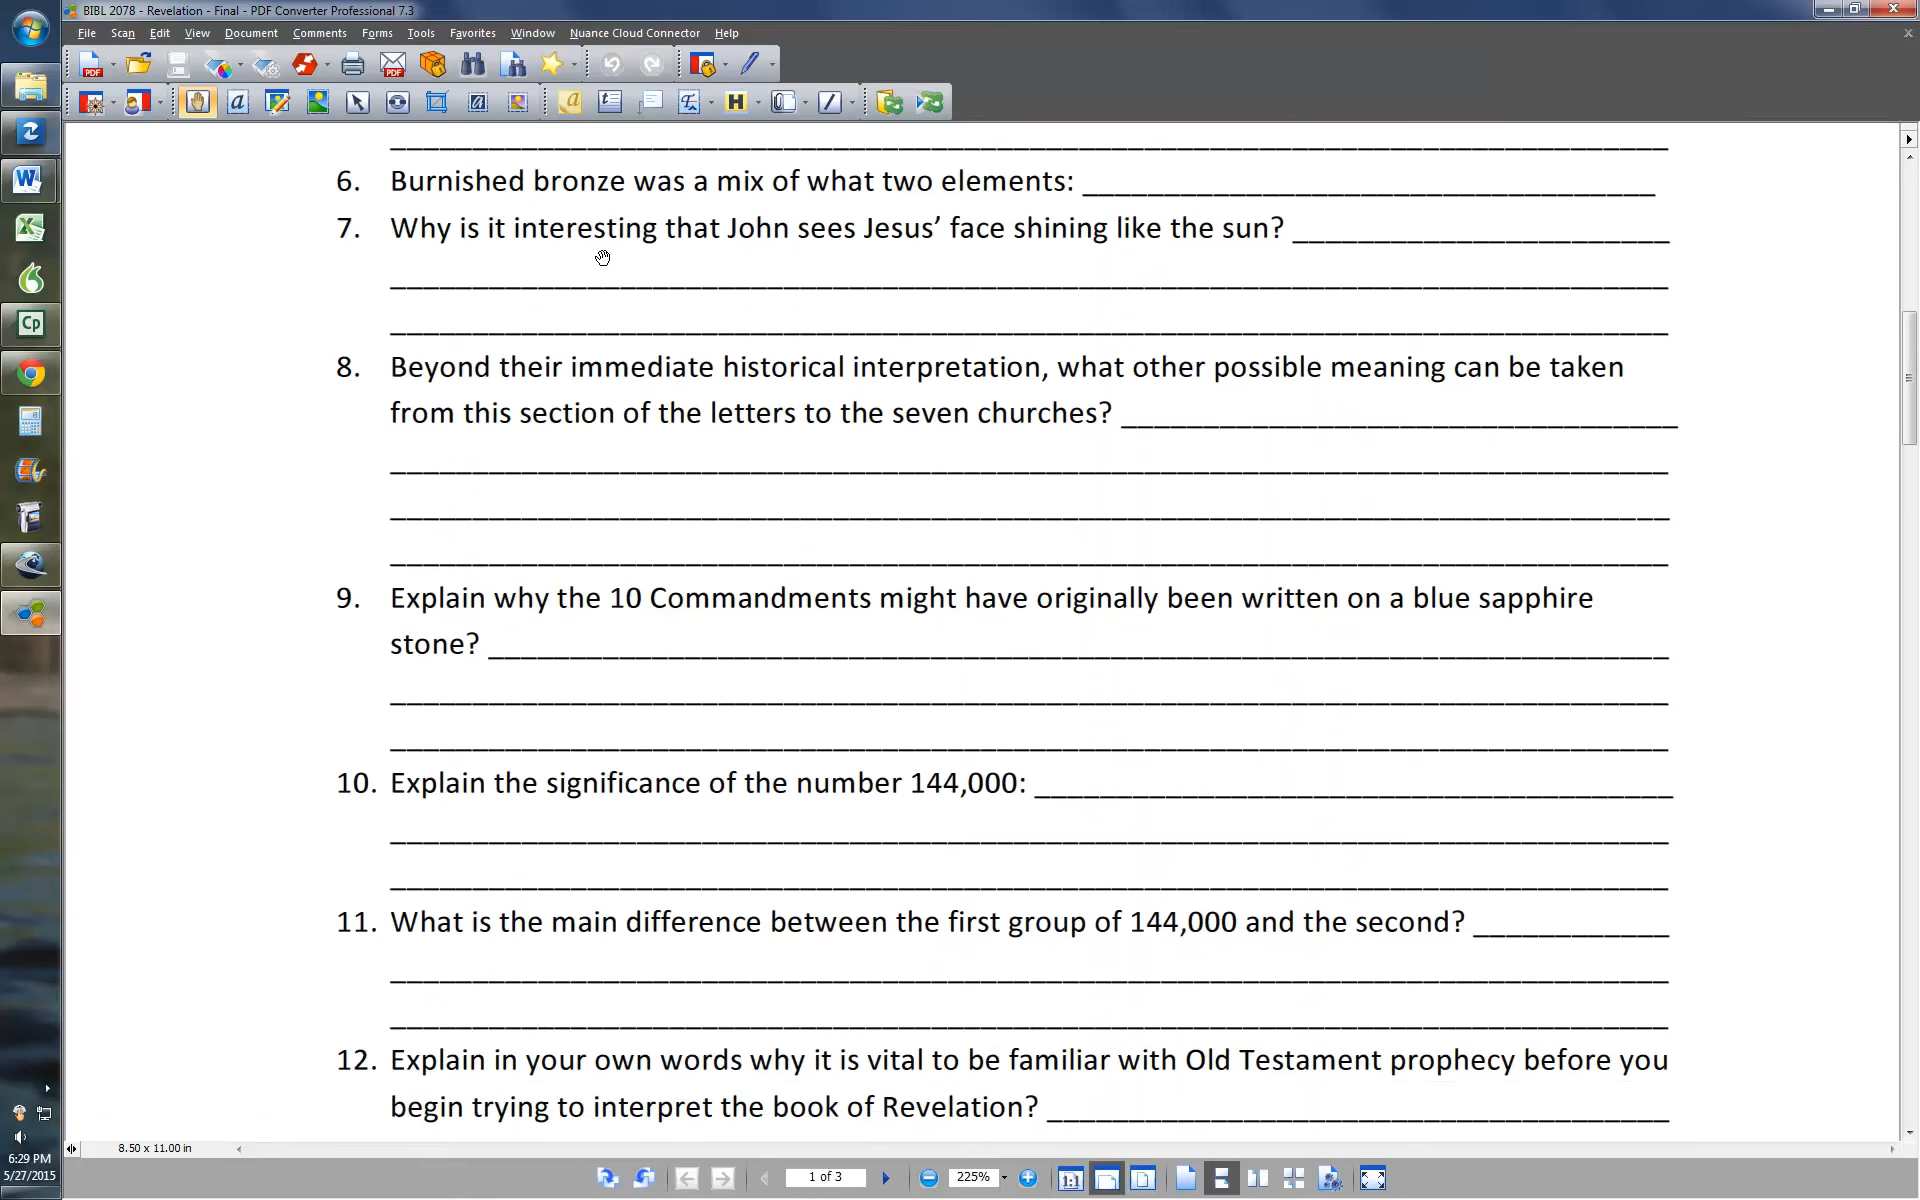 BIBL 2078 - Revelation - Final - PDF Converter Professional 7.3
File Scan Edit View Document Comments Forms Tools Favorites Window Nuance Cloud Connector Help
6. Burnished bronze was a mix of what two elements: ____________________
7. Why is it interesting that John sees Jesus’ face shining like the sun? ____________________
8. Beyond their immediate historical interpretation, what other possible meaning can be taken
from this section of the letters to the seven churches? ____________________
9. Explain why the 10 Commandments might have originally been written on a blue sapphire
stone? ____________________
10. Explain the significance of the number 144,000: ____________________
11. What is the main difference between the first group of 144,000 and the second? ____________________
12. Explain in your own words why it is vital to be familiar with Old Testament prophecy before you
begin trying to interpret the book of Revelation? ____________________
8.50 x 11.00 in
1 of 3
225%
6:29 PM
5/27/2015